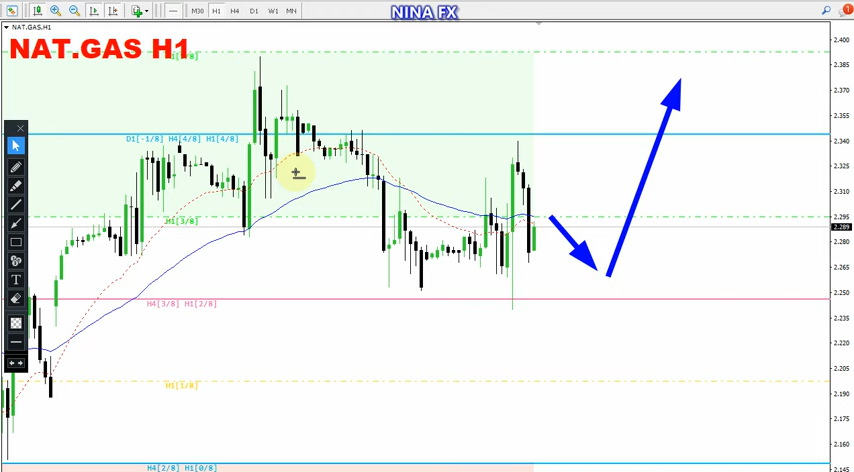 M30 H1 H4 D1 W1 MN
NINA FX
NAT.GAS,H1
NAT.GAS H1
2.400
2.385
2.370
2.355
D1[-1/8] H4[4/8] H1[4/8]
2.340
2.325
2.310
H1[3/8]
2.295
2.289
2.280
2.265
2.250
H4[3/8] H1[2/8]
2.235
2.220
2.205
H1[1/8]
2.190
2.175
2.160
H4[2/8] H1[0/8]
2.145
T